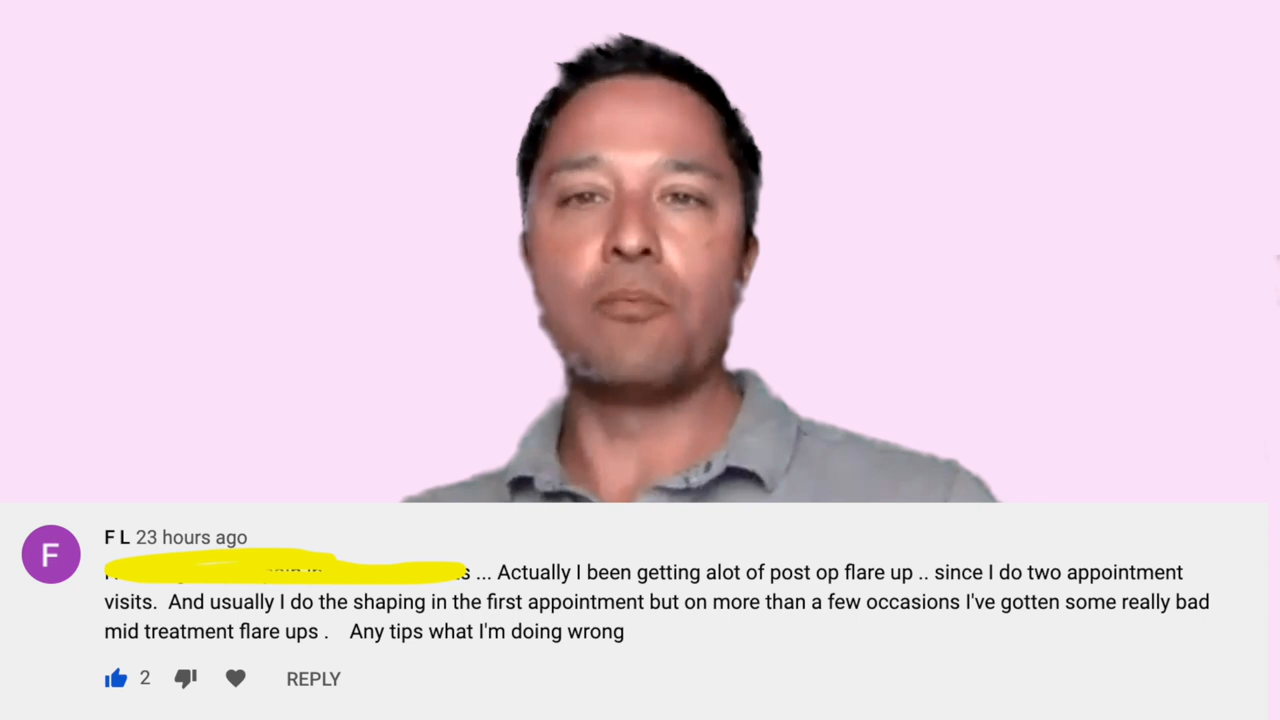 F
F L 23 hours ago
... Actually I been getting alot of post op flare up .. since I do two appointment
visits. And usually I do the shaping in the first appointment but on more than a few occasions I've gotten some really bad
mid treatment flare ups . Any tips what I'm doing wrong
2
REPLY